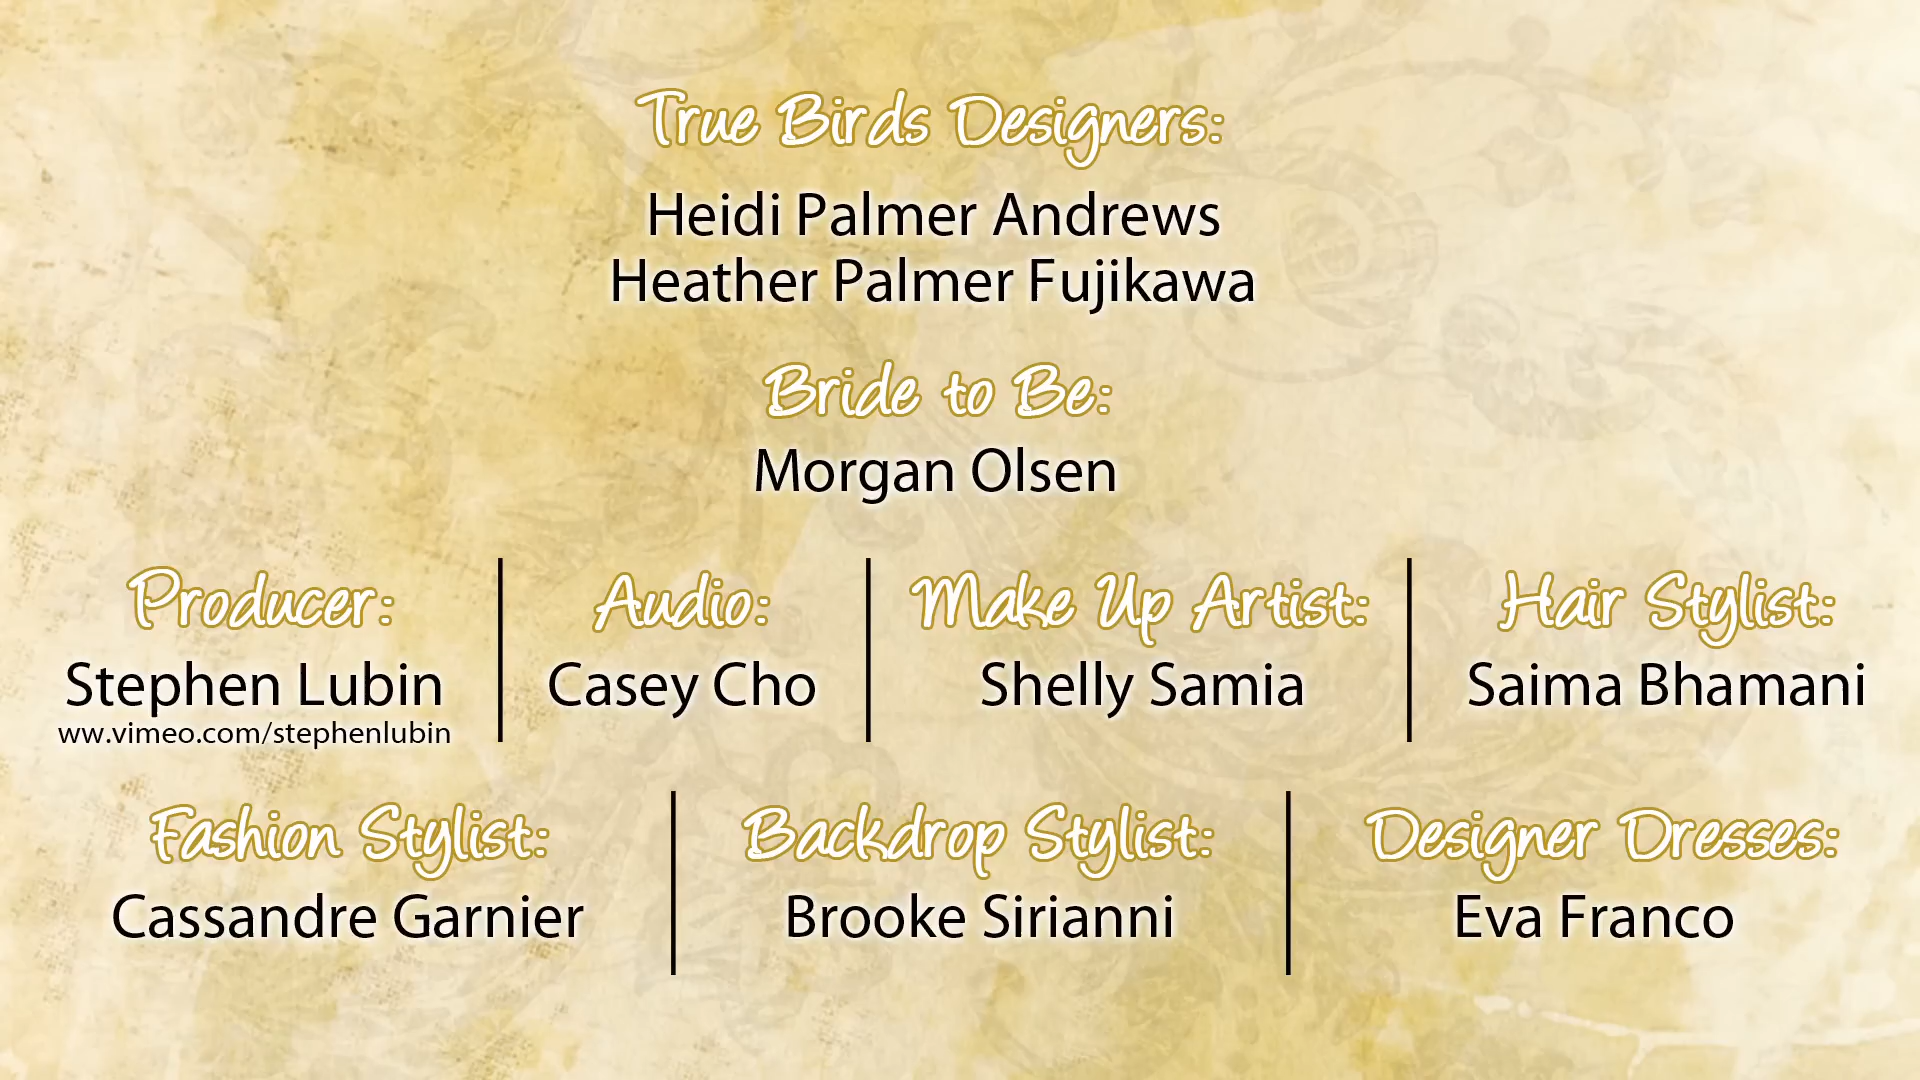 True Birds Designers:
Heidi Palmer Andrews
Heather Palmer Fujikawa
Bride to Be:
Morgan Olsen
Producer:
Stephen Lubin
ww.vimeo.com/stephenlubin
Audio:
Casey Cho
Make Up Artist:
Shelly Samia
Hair Stylist:
Saima Bhamani
Fashion Stylist:
Cassandre Garnier
Backdrop Stylist:
Brooke Sirianni
Designer Dresses:
Eva Franco